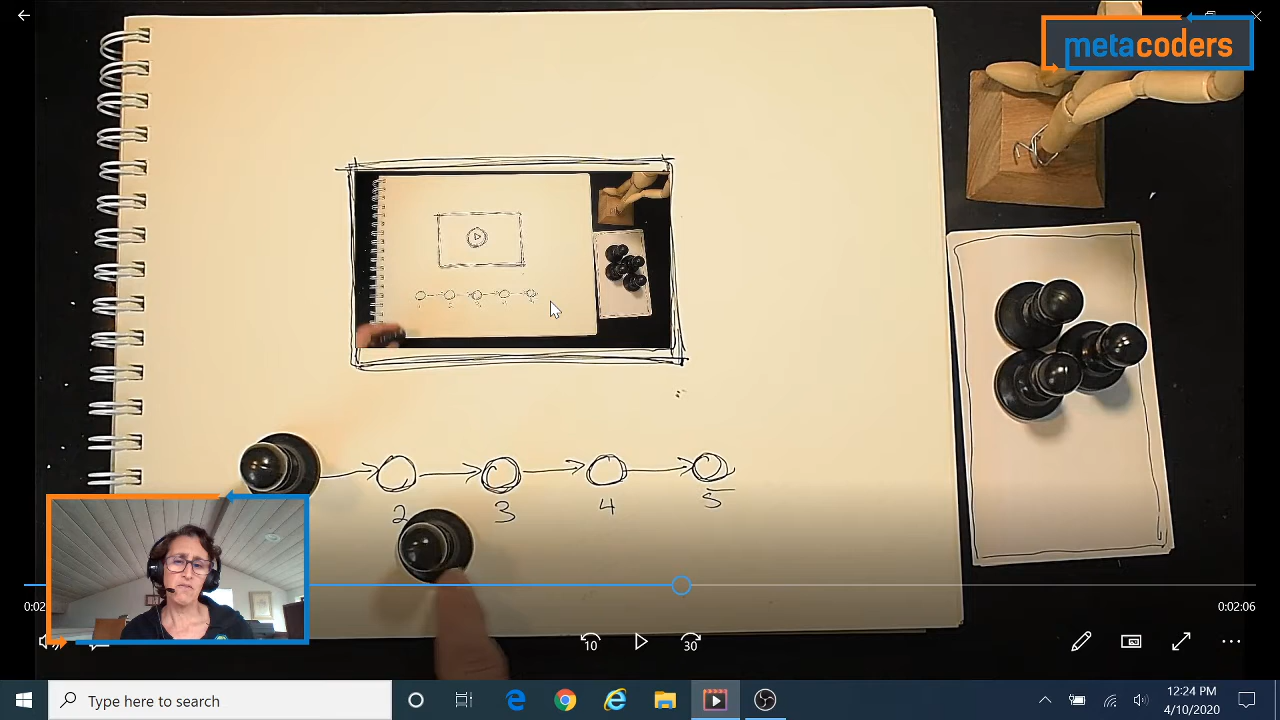 metacoders
2 3 4 5
0:02
0:02:06
10
30
Type here to search
12:24 PM
4/10/2020